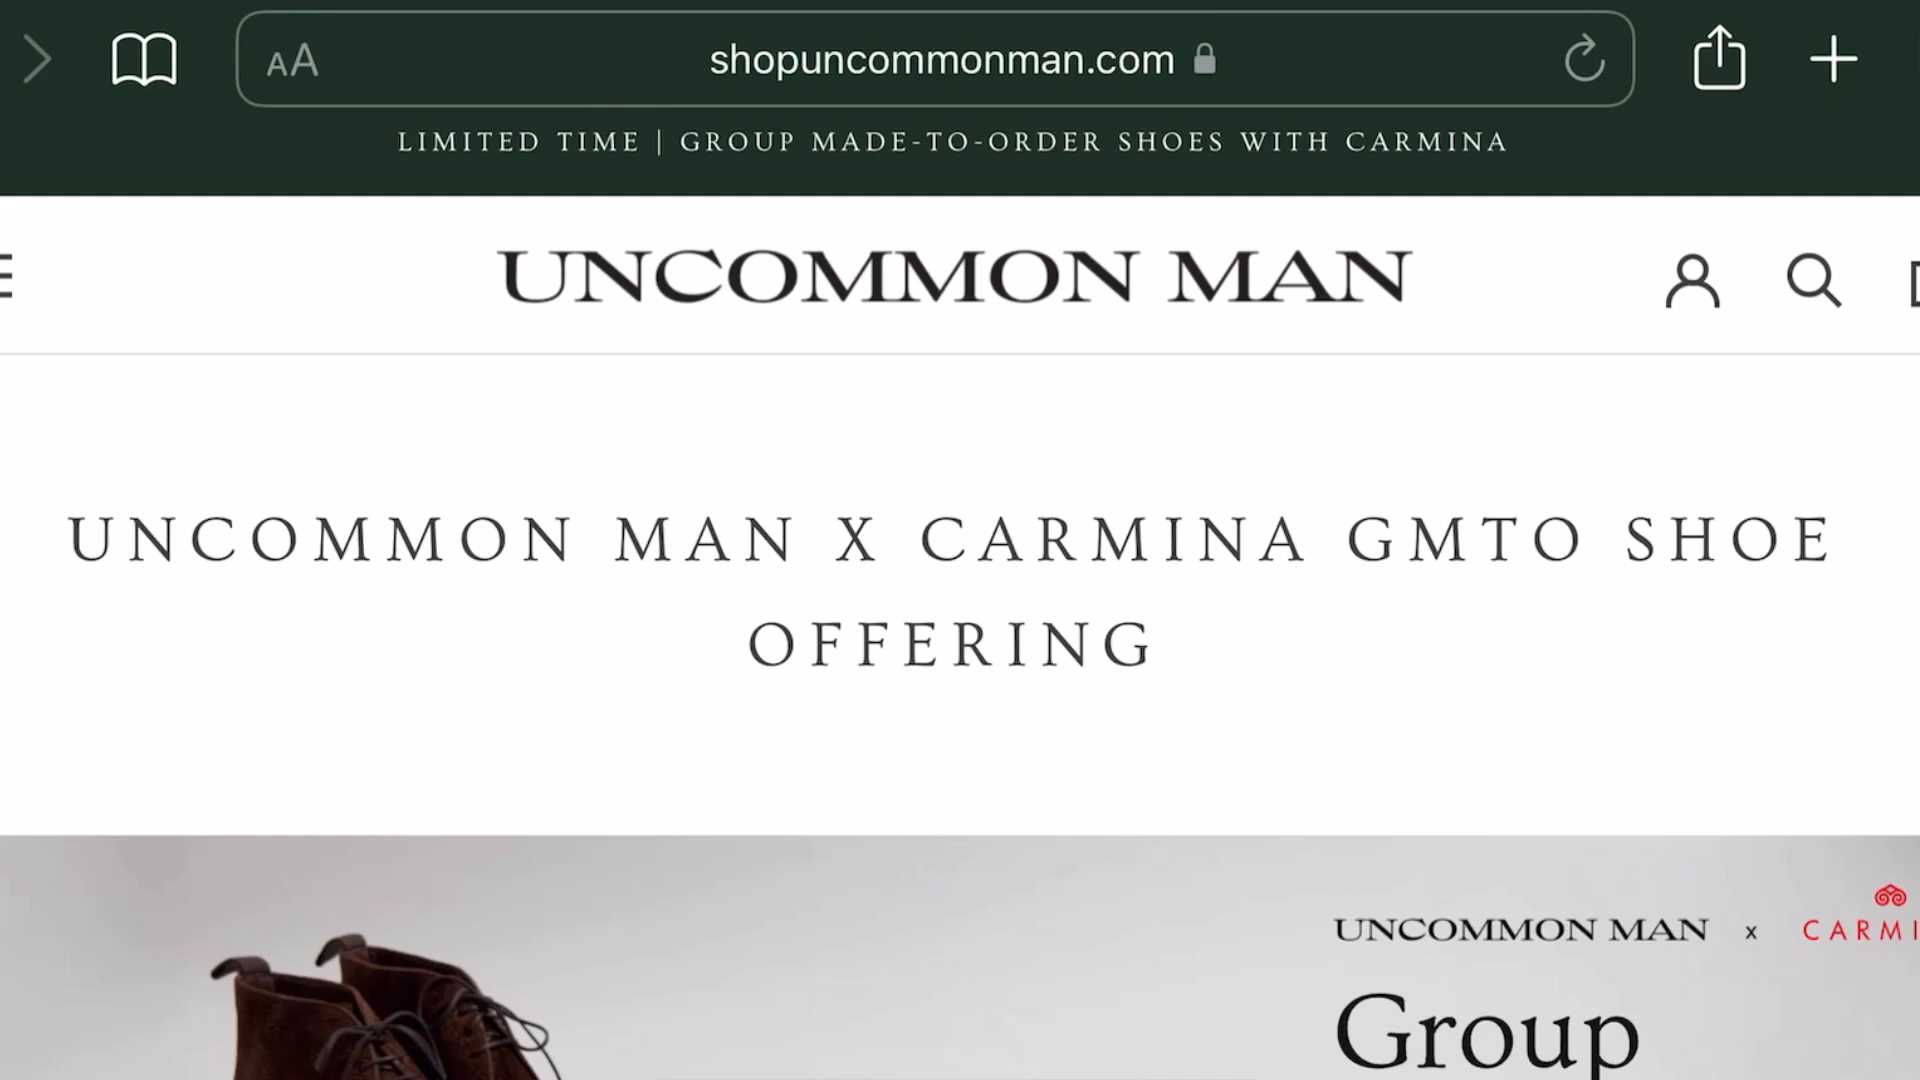 AA
shopuncommonman.com
LIMITED TIME | GROUP MADE-TO-ORDER SHOES WITH CARMINA
UNCOMMON MAN
UNCOMMON MAN X CARMINA GMTO SHOE
OFFERING
UNCOMMON MAN x CARMI
Group